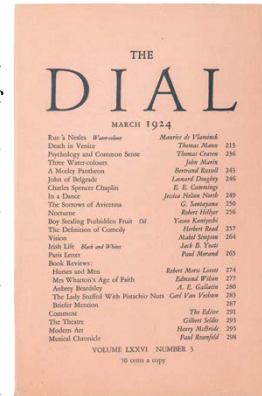 THE
DIAL
MARCH 1924
Rue à Nesles Water-colour Maurice de Vlaminck
Death in Venice Thomas Mann 213
Psychology and Common Sense Thomas Craven 236
Three Water-colours John Marin
A Motley Pantheon Bertrand Russell 243
John of Belgrade Leonard Doughty 246
Charles Spencer Chaplin E. E. Cummings
In a Dance Jessica Nelson North 249
The Sorrows of Avicenna G. Santayana 250
Nocturne Robert Hillyer 256
Boy Stealing Forbidden Fruit Oil Yasuo Kuniyoshi
The Definition of Comedy Herbert Read 257
Vision Mabel Simpson 264
Irish Life Black and Whites Jack B. Yeats
Paris Letter Paul Morand 265
Book Reviews:
Horses and Men Robert Morss Lovett 274
Mrs Wharton's Age of Faith Edmund Wilson 277
Aubrey Beardsley A. E. Gallatin 280
The Lady Stuffed With Pistachio Nuts Carl Van Vechten 283
Briefer Mention 287
Comment The Editor 291
The Theatre Gilbert Seldes 293
Modern Art Henry McBride 295
Musical Chronicle Paul Rosenfeld 298
VOLUME LXXVI NUMBER 3
50 cents a copy